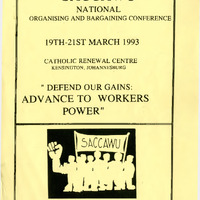 NATIONAL
ORGANISING AND BARGAINING CONFERENCE
19TH-21ST MARCH 1993
CATHOLIC RENEWAL CENTRE
KENSINGTON, JOHANNESBURG
" DEFEND OUR GAINS:
ADVANCE TO WORKERS
POWER"
SACCAWU